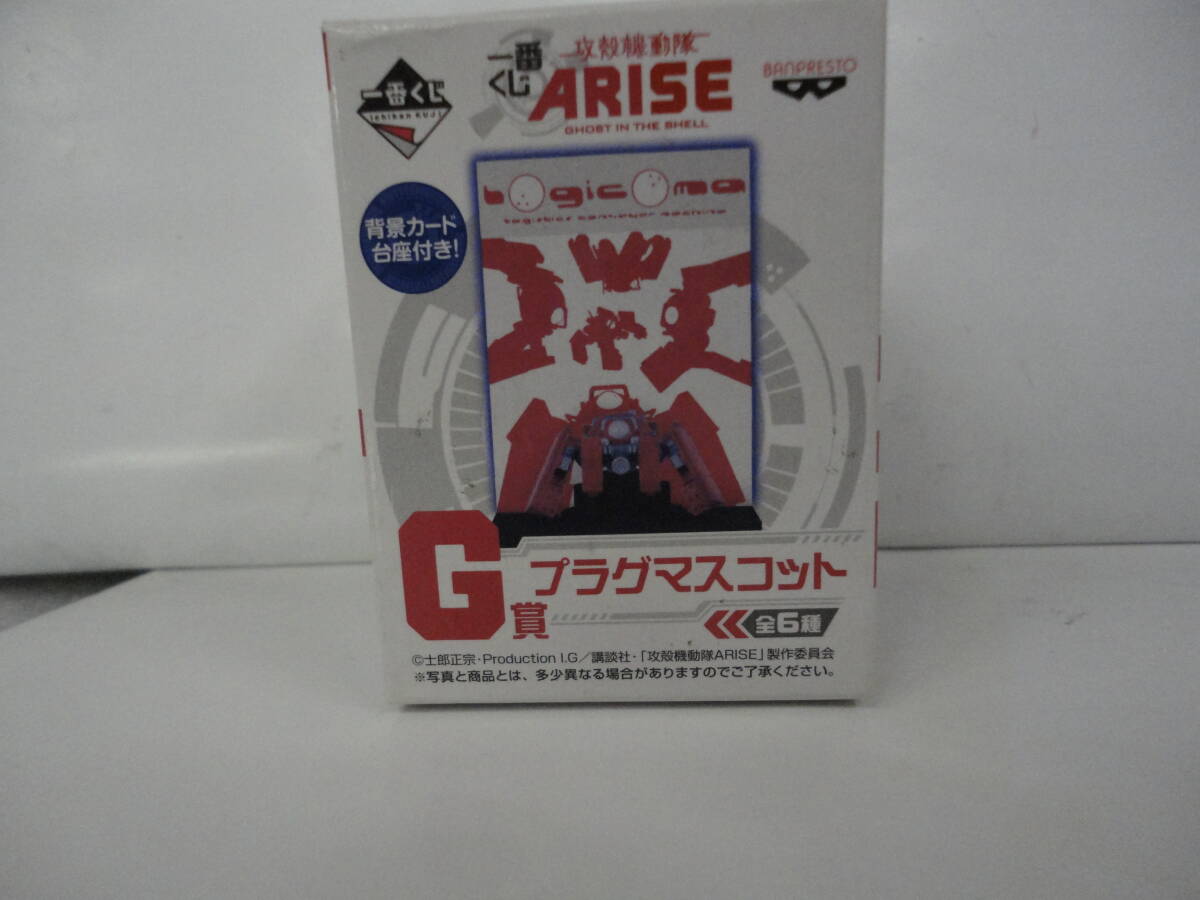 一番くじ
Ichiban KUJI
一番くじ
攻殻機動隊
ARISE
GHOST IN THE SHELL
BANPRESTO
背景カード
台座付き!
LogicOma
logistics conveyer machine
G賞
プラグマスコット
全6種
©士郎正宗・Production I.G／講談社・「攻殻機動隊ARISE」製作委員会
※写真と商品とは、多少異なる場合がありますのでご了承ください。